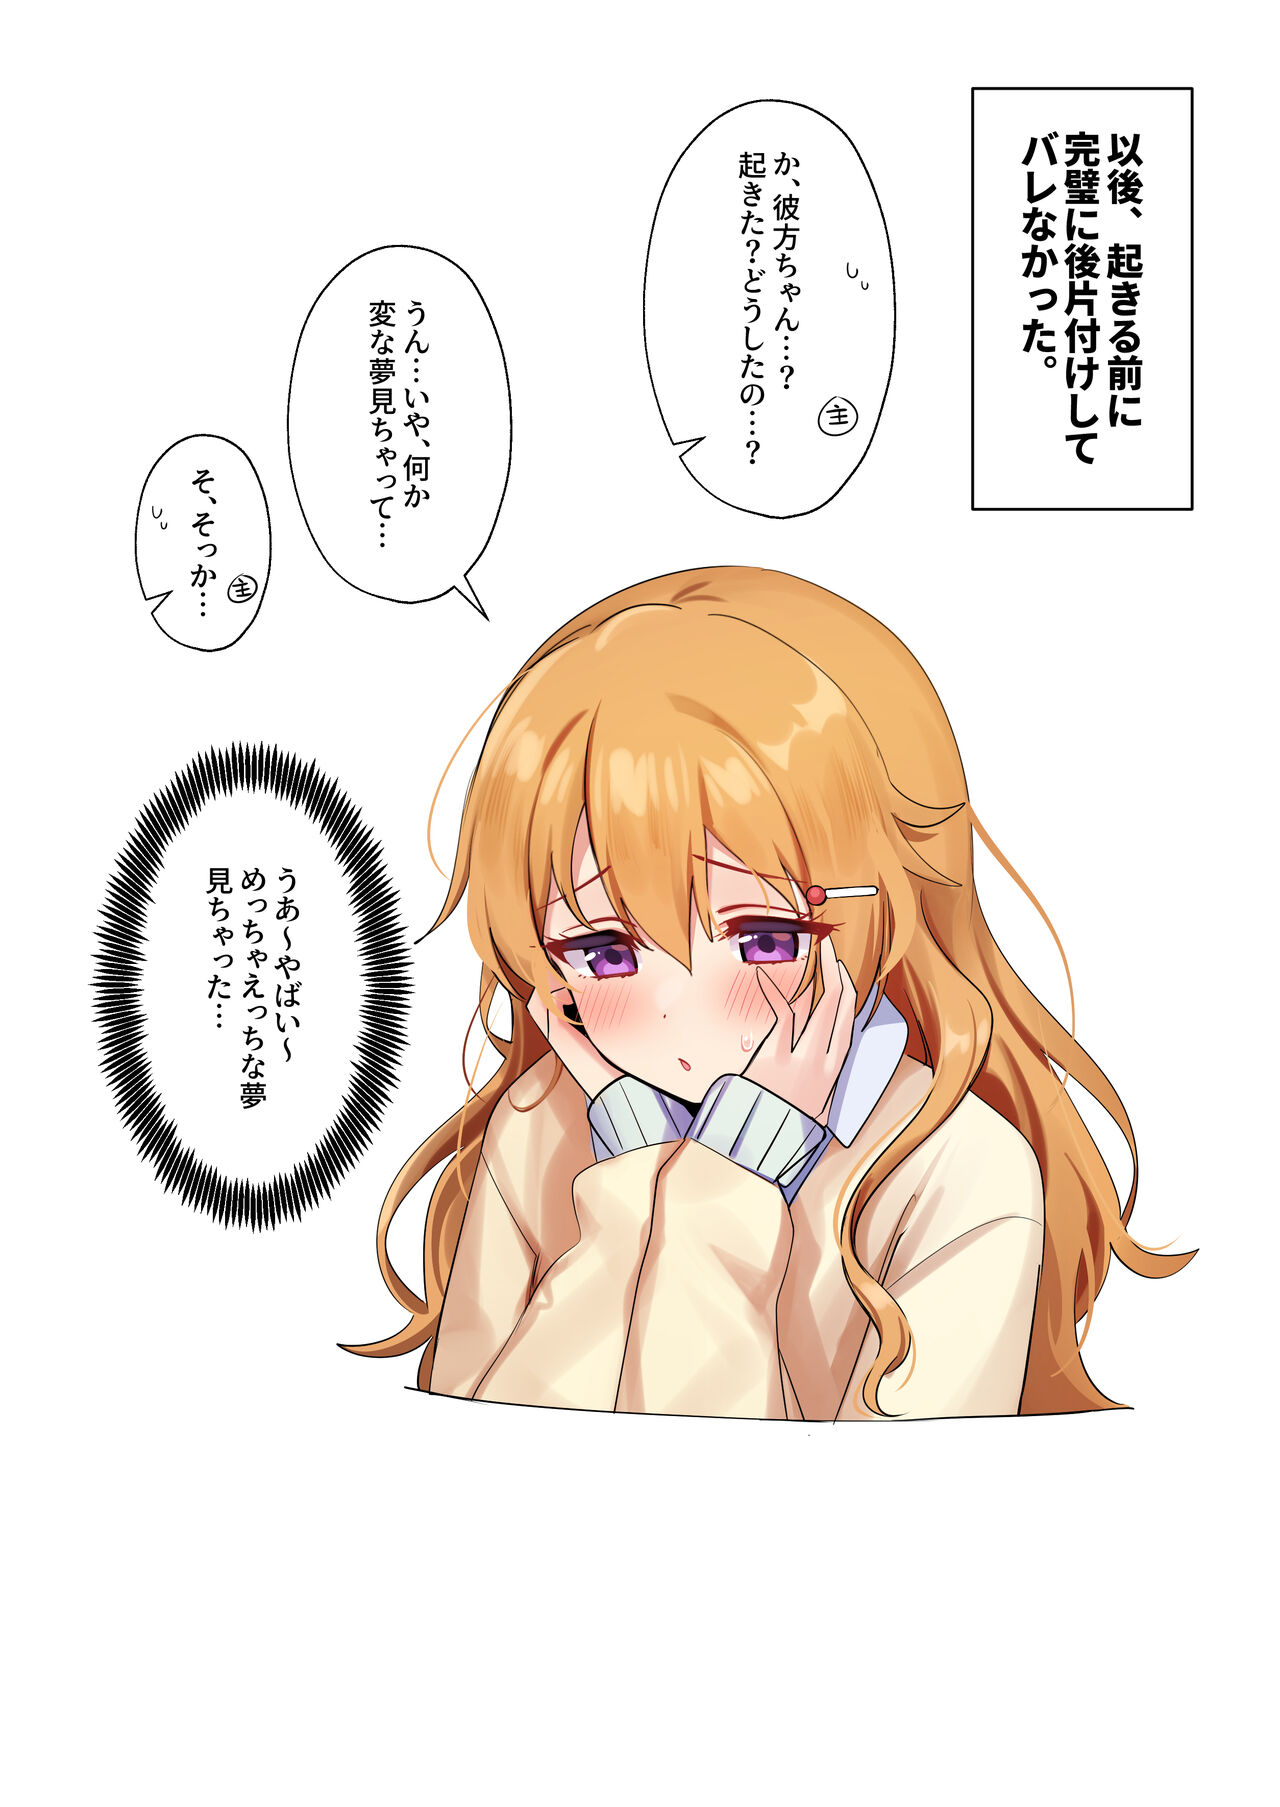 以後、起きる前に
完璧に後片付けして
バレなかった。
か、彼方ちゃん…?
起きた?どうしたの…?
主
うん…いや、何か
変な夢見ちゃって…
そ、そっか…
主
うあ～やばい～
めっちゃえっちな夢
見ちゃった…